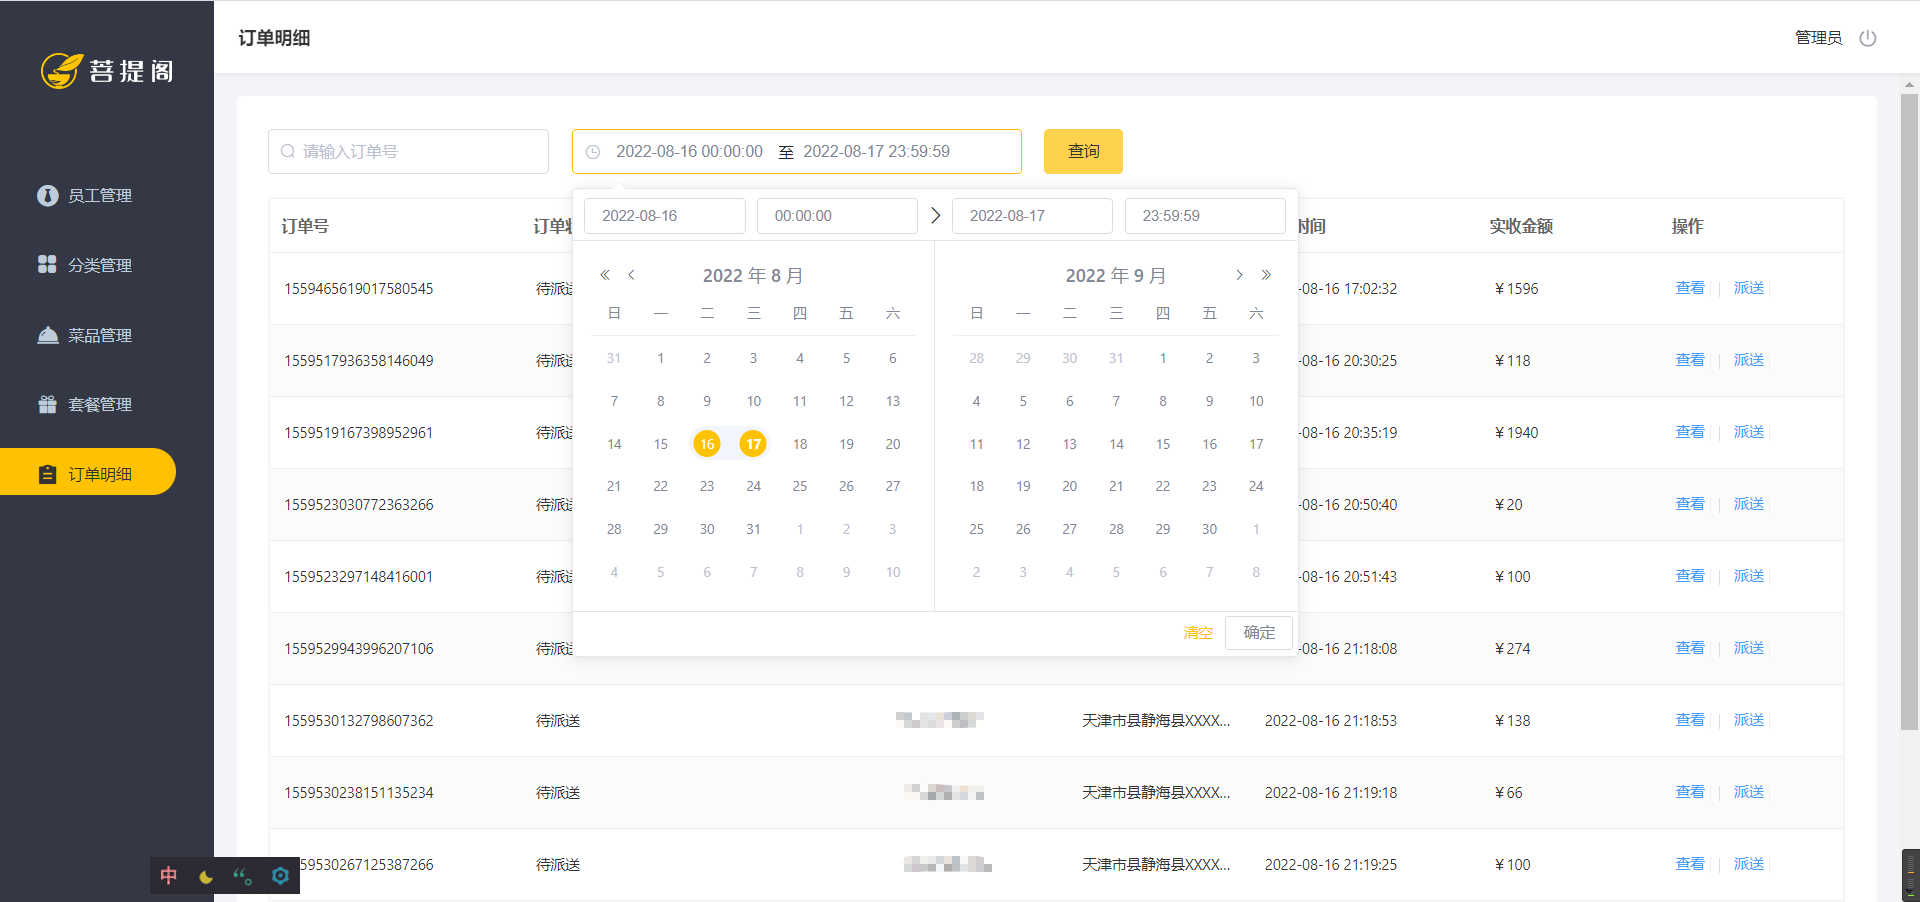 菩提阁
订单明细
管理员
员工管理
分类管理
菜品管理
套餐管理
订单明细
请输入订单号
2022-08-16 00:00:00 至 2022-08-17 23:59:59
查询
2022-08-16 00:00:00 2022-08-17 23:59:59
2022 年 8 月
日 一 二 三 四 五 六
31 1 2 3 4 5 6
7 8 9 10 11 12 13
14 15 16 17 18 19 20
21 22 23 24 25 26 27
28 29 30 31 1 2 3
4 5 6 7 8 9 10
2022 年 9 月
日 一 二 三 四 五 六
28 29 30 31 1 2 3
4 5 6 7 8 9 10
11 12 13 14 15 16 17
18 19 20 21 22 23 24
25 26 27 28 29 30 1
2 3 4 5 6 7 8
清空 确定
订单号 订单 时间 实收金额 操作
1559465619017580545 待派 -08-16 17:02:32 ¥1596 查看 派送
1559517936358146049 待派 -08-16 20:30:25 ¥118 查看 派送
1559519167398952961 待派 -08-16 20:35:19 ¥1940 查看 派送
1559523030772363266 待派 -08-16 20:50:40 ¥20 查看 派送
1559523297148416001 待派 -08-16 20:51:43 ¥100 查看 派送
1559529943996207106 待派 -08-16 21:18:08 ¥274 查看 派送
1559530132798607362 待派送 天津市县静海县XXXX... 2022-08-16 21:18:53 ¥138 查看 派送
1559530238151135234 待派送 天津市县静海县XXXX... 2022-08-16 21:19:18 ¥66 查看 派送
59530267125387266 待派送 天津市县静海县XXXX... 2022-08-16 21:19:25 ¥100 查看 派送
中